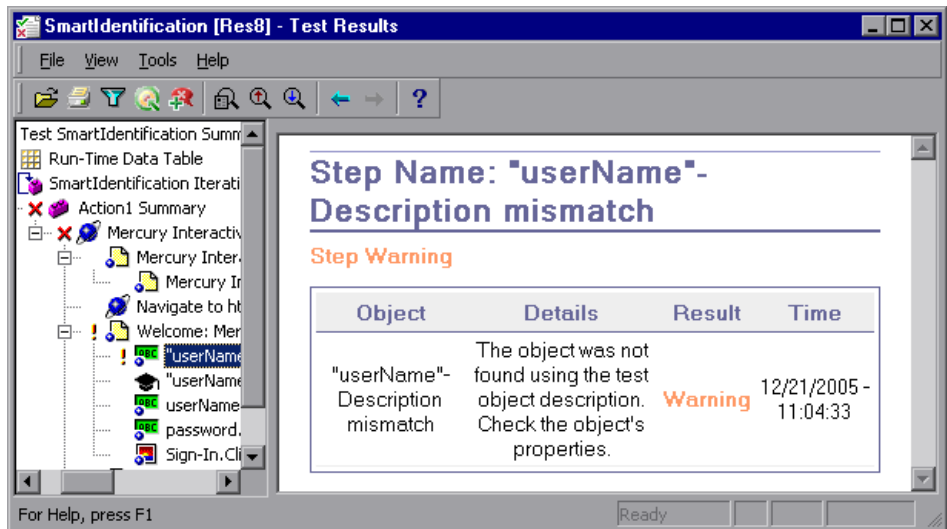 SmartIdentification [Res8] - Test Results
File View Tools Help
Test SmartIdentification Summ
Run-Time Data Table
SmartIdentification Iterati
Action1 Summary
Mercury Interactiv
Mercury Inter
Mercury In
Navigate to ht
Welcome: Mer
"userName
"userName
userName
password.
Sign-In.Cli
Step Name: "userName"-
Description mismatch
Step Warning
Object Details Result Time
"userName"-
Description
mismatch
The object was not
found using the test
object description.
Check the object's
properties.
Warning
12/21/2005 -
11:04:33
For Help, press F1
Ready